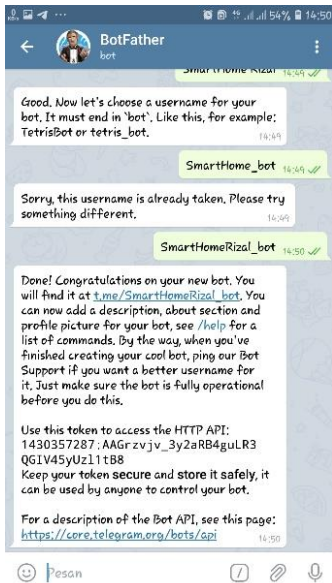 54% 14:50
BotFather
bot
SmartHome Rizal 14:49
Good. Now let's choose a username for your
bot. It must end in `bot`. Like this, for example:
TetrisBot or tetris_bot.
14:49
SmartHome_bot 14:49
Sorry, this username is already taken. Please try
something different.
14:49
SmartHomeRizal_bot 14:50
Done! Congratulations on your new bot. You
will find it at t.me/SmartHomeRizal_bot. You
can now add a description, about section and
profile picture for your bot, see /help for a
list of commands. By the way, when you've
finished creating your cool bot, ping our Bot
Support if you want a better username for
it. Just make sure the bot is fully operational
before you do this.
Use this token to access the HTTP API:
1430357287:AAGrzvjv_3y2aRB4guLR3
QGIV45yUzl1tB8
Keep your token secure and store it safely, it
can be used by anyone to control your bot.
For a description of the Bot API, see this page:
https://core.telegram.org/bots/api
14:50
Pesan